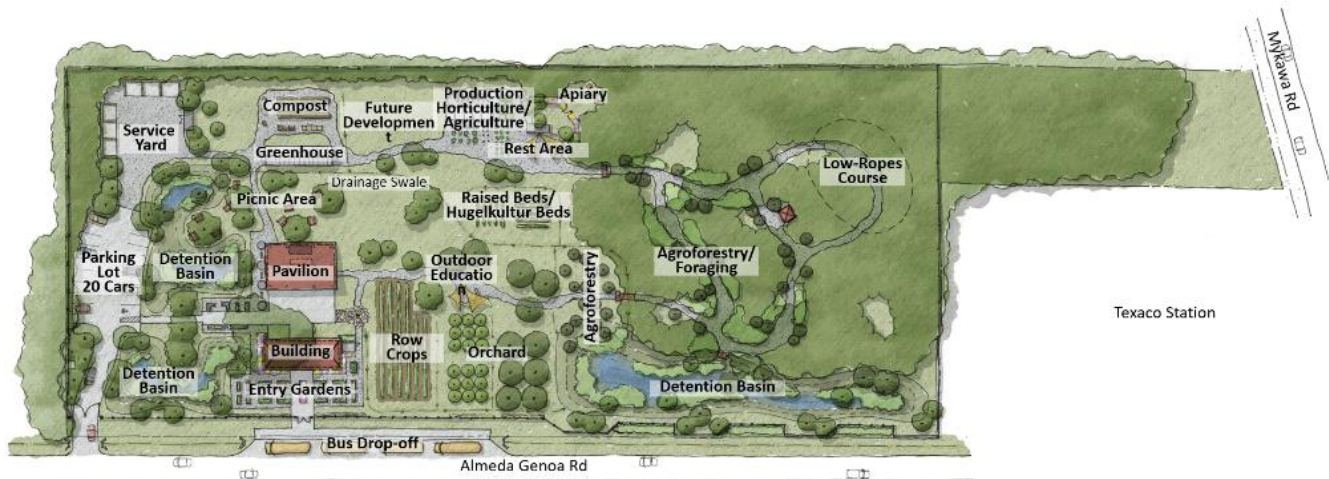 Mykawa Rd
Compost
Future
Developmen
t
Production
Horticulture/
Agriculture
Apiary
Service
Yard
Greenhouse
Rest Area
Low-Ropes
Course
Drainage Swale
Picnic Area
Raised Beds/
Hugelkultur Beds
Parking
Lot
20 Cars
Detention
Basin
Pavilion
Outdoor
Educatio
n
Agroforestry
Agroforestry/
Foraging
Texaco Station
Building
Row
Crops
Orchard
Detention
Basin
Entry Gardens
Detention Basin
Bus Drop-off
Almeda Genoa Rd